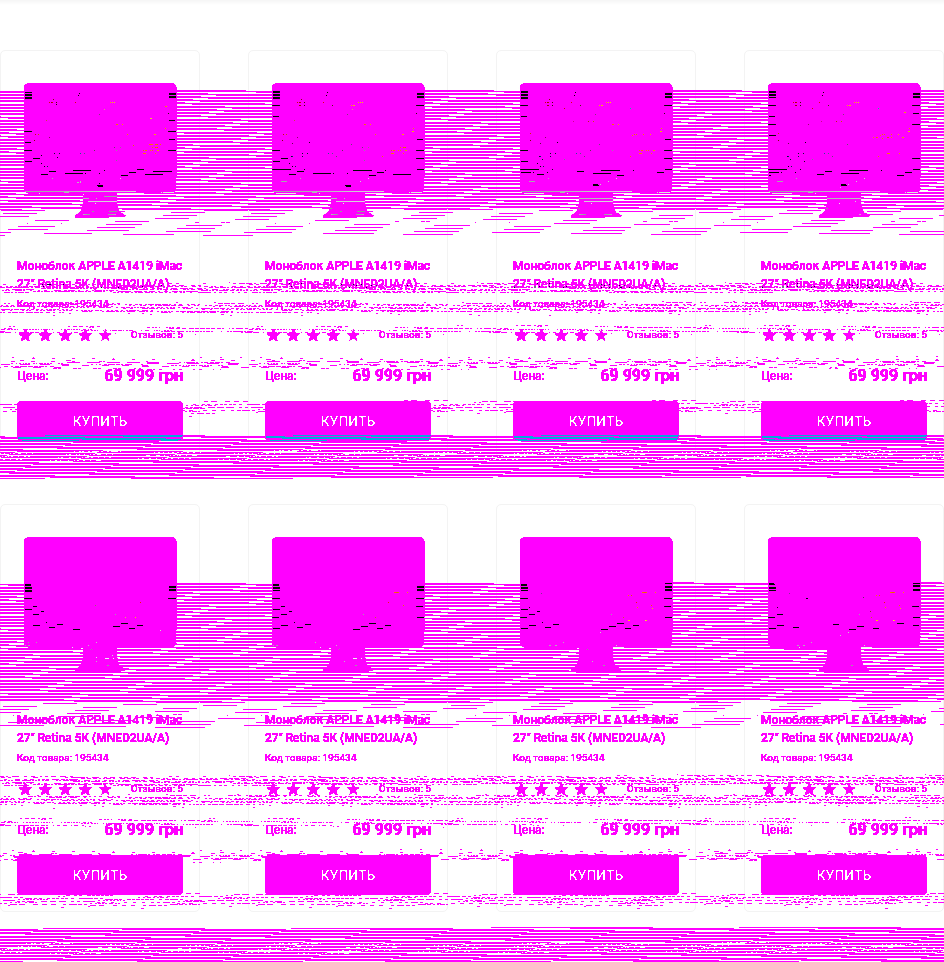 Моноблок APPLE A1419 iMac Моноблок APPLE A1419 iMac Моноблок APPLE A1419 iMac Моноблок APPLE A1419 iMac
27" Retina 5K (MNED2UA/A) 27" Retina 5K (MNED2UA/A) 27" Retina 5K (MNED2UA/A) 27" Retina 5K (MNED2UA/A)
Код товара: 195434 Код товара: 195434 Код товара: 195434 Код товара: 195434
Отзывов: 5 Отзывов: 5 Отзывов: 5 Отзывов: 5
Цена: 69 999 грн Цена: 69 999 грн Цена: 69 999 грн Цена: 69 999 грн
КУПИТЬ КУПИТЬ КУПИТЬ КУПИТЬ
Моноблок APPLE A1419 iMac Моноблок APPLE A1419 iMac Моноблок APPLE A1419 iMac Моноблок APPLE A1419 iMac
27" Retina 5K (MNED2UA/A) 27" Retina 5K (MNED2UA/A) 27" Retina 5K (MNED2UA/A) 27" Retina 5K (MNED2UA/A)
Код товара: 195434 Код товара: 195434 Код товара: 195434 Код товара: 195434
Отзывов: 5 Отзывов: 5 Отзывов: 5 Отзывов: 5
Цена: 69 999 грн Цена: 69 999 грн Цена: 69 999 грн Цена: 69 999 грн
КУПИТЬ КУПИТЬ КУПИТЬ КУПИТЬ